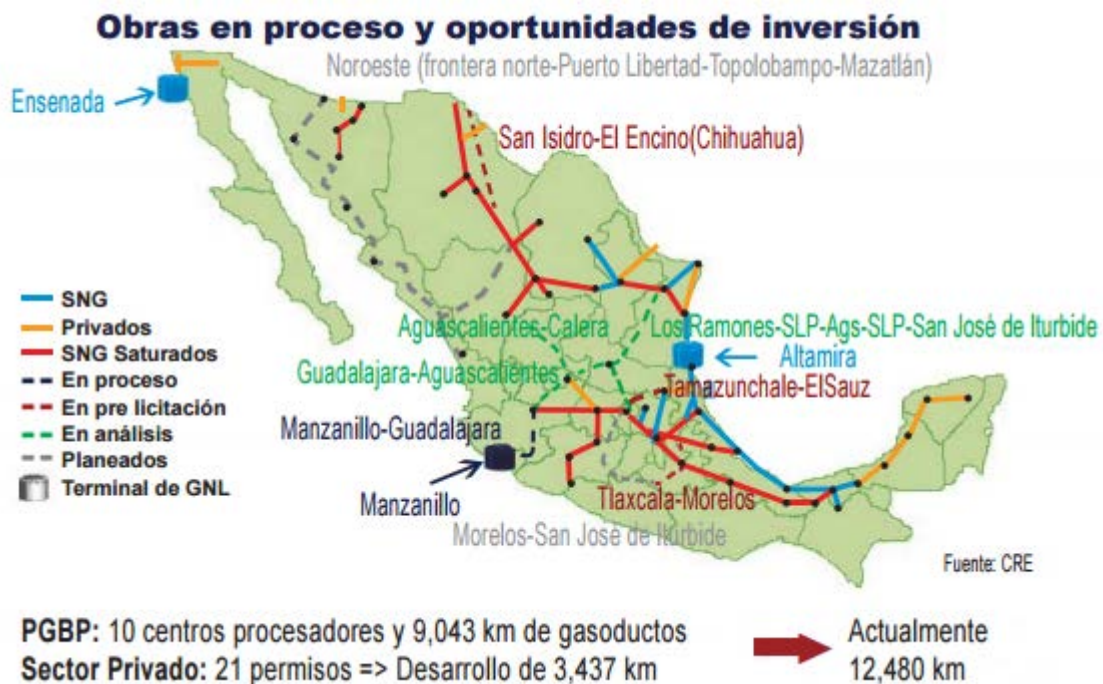 Obras en proceso y oportunidades de inversión
Noroeste (frontera norte-Puerto Libertad-Topolobampo-Mazatlán)
Ensenada
San Isidro-El Encino(Chihuahua)
SNG
Privados
SNG Saturados
En proceso
En pre licitación
En análisis
Planeados
Terminal de GNL
Aguascalientes-Calera
Los Ramones-SLP-Ags-SLP-San José de Iturbide
Altamira
Guadalajara-Aguascalientes
Tamazunchale-ElSauz
Manzanillo-Guadalajara
Manzanillo
Tlaxcala-Morelos
Morelos-San José de Iturbide
Fuente: CRE
PGBP: 10 centros procesadores y 9,043 km de gasoductos
Sector Privado: 21 permisos => Desarrollo de 3,437 km
Actualmente
12,480 km